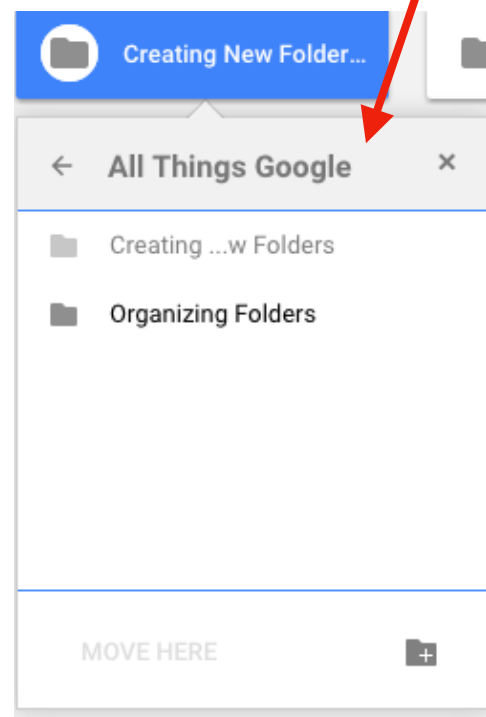 Creating New Folder...
All Things Google
Creating ...w Folders
Organizing Folders
MOVE HERE